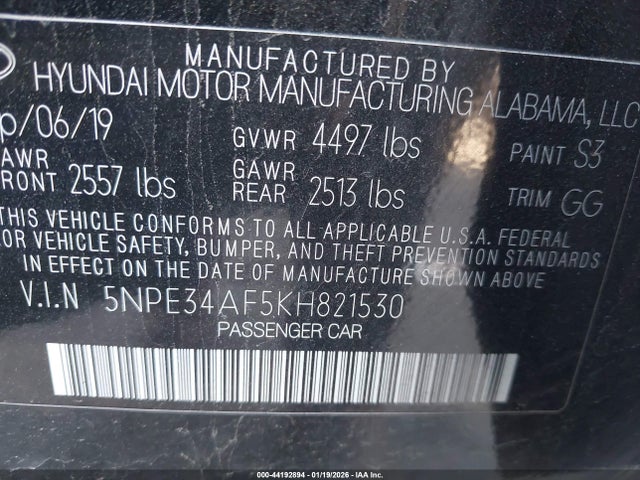 MANUFACTURED BY
HYUNDAI MOTOR MANUFACTURING ALABAMA, LLC
/06/19 GVWR 4497 lbs PAINT S3
GAWR FRONT 2557 lbs GAWR REAR 2513 lbs TRIM GG
THIS VEHICLE CONFORMS TO ALL APPLICABLE U.S.A. FEDERAL
OR VEHICLE SAFETY, BUMPER, AND THEFT PREVENTION STANDARDS
IN EFFECT ON THE DATE OF MANUFACTURE SHOWN ABOVE.
V.I.N 5NPE34AF5KH821530
PASSENGER CAR
000-44192894 | 01/19/2026 | IAA Inc.